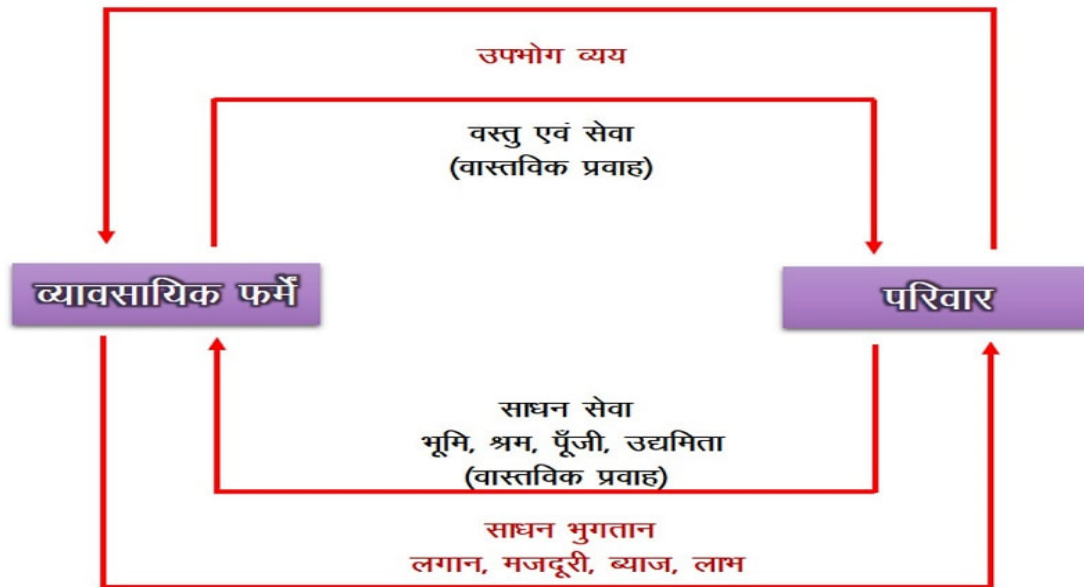 उपभोग व्यय
वस्तु एवं सेवा
(वास्तविक प्रवाह)
व्यावसायिक फर्में
परिवार
साधन सेवा
भूमि, श्रम, पूँजी, उद्यमिता
(वास्तविक प्रवाह)
साधन भुगतान
लगान, मजदूरी, ब्याज, लाभ